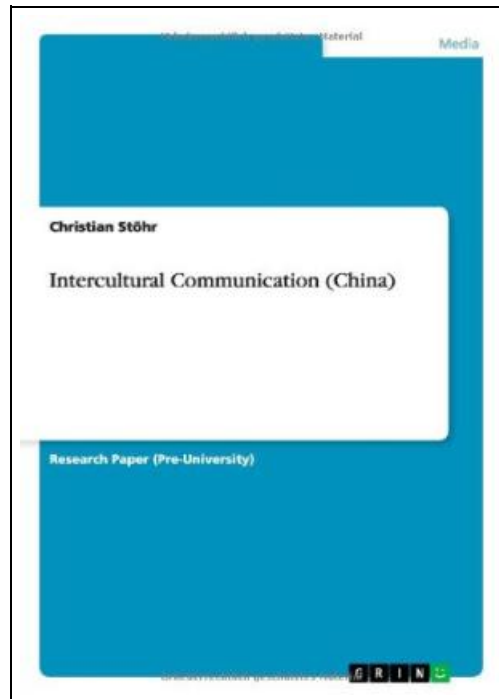 Media
Christian Stöhr
Intercultural Communication (China)
Research Paper (Pre-University)
GRIN